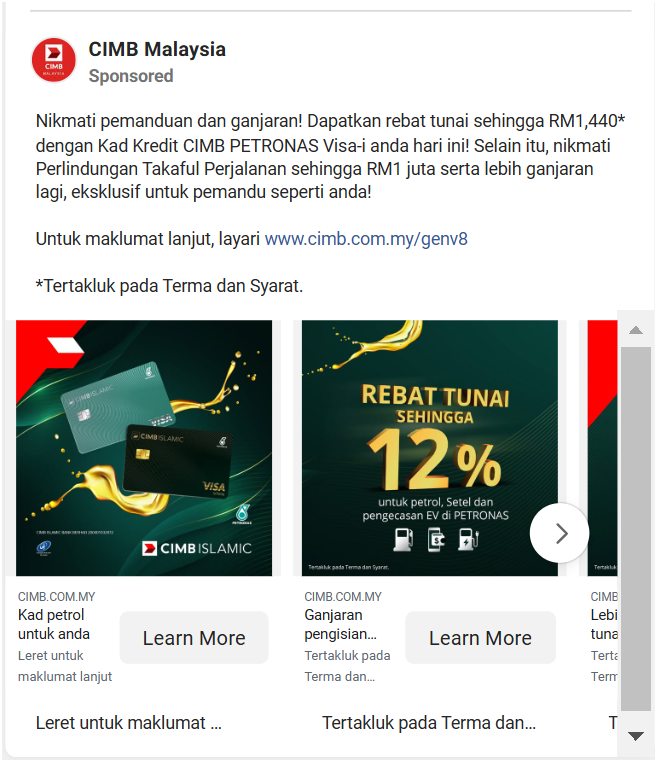 CIMB Malaysia
Sponsored
Nikmati pemanduan dan ganjaran! Dapatkan rebat tunai sehingga RM1,440*
dengan Kad Kredit CIMB PETRONAS Visa-i anda hari ini! Selain itu, nikmati
Perlindungan Takaful Perjalanan sehingga RM1 juta serta lebih ganjaran
lagi, eksklusif untuk pemandu seperti anda!
Untuk maklumat lanjut, layari www.cimb.com.my/genv8
*Tertakluk pada Terma dan Syarat.
CIMB ISLAMIC
VISA
CIMB ISLAMIC
VISA
PETRONAS
CIMB ISLAMIC
REBAT TUNAI
SEHINGGA
12%
untuk petrol, Setel dan
pengecasan EV di PETRONAS
Tertakluk pada Terma dan Syarat.
CIMB.COM.MY
Kad petrol
untuk anda
Leret untuk
maklumat lanjut
Learn More
CIMB.COM.MY
Ganjaran
pengisian...
Tertakluk pada
Terma dan...
Learn More
CIMB
Lebi
tuna
Terta
Term
Leret untuk maklumat ...
Tertakluk pada Terma dan...
T